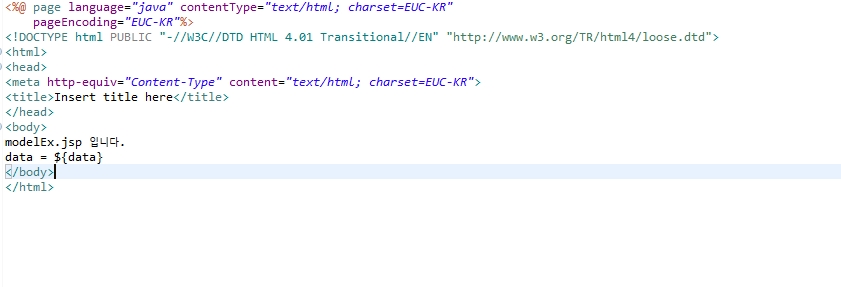 <%@ page language="java" contentType="text/html; charset=EUC-KR"
    pageEncoding="EUC-KR"%>
<!DOCTYPE html PUBLIC "-//W3C//DTD HTML 4.01 Transitional//EN" "http://www.w3.org/TR/html4/loose.dtd">
<html>
<head>
<meta http-equiv="Content-Type" content="text/html; charset=EUC-KR">
<title>Insert title here</title>
</head>
<body>
modelEx.jsp 입니다.
data = ${data}
</body>
</html>